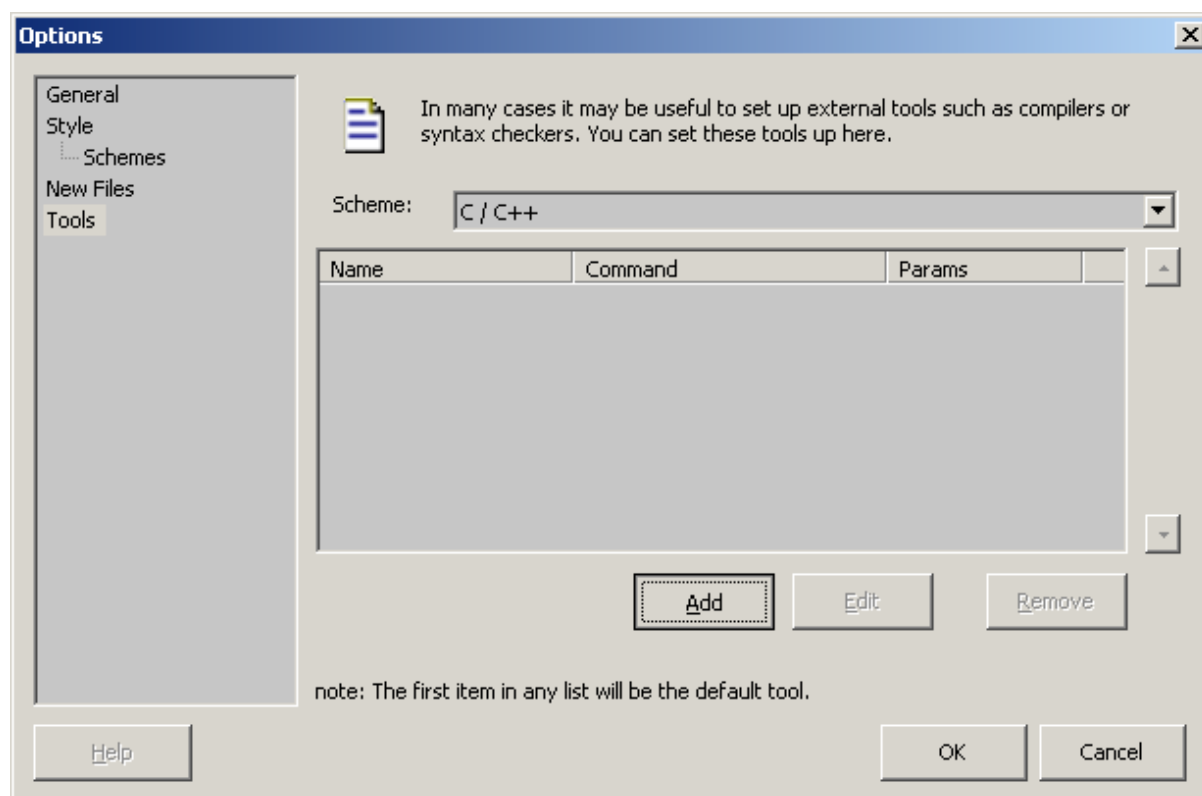 Options
General
Style
Schemes
New Files
Tools
In many cases it may be useful to set up external tools such as compilers or
syntax checkers. You can set these tools up here.
Scheme: C / C++
Name Command Params
Add Edit Remove
note: The first item in any list will be the default tool.
Help OK Cancel